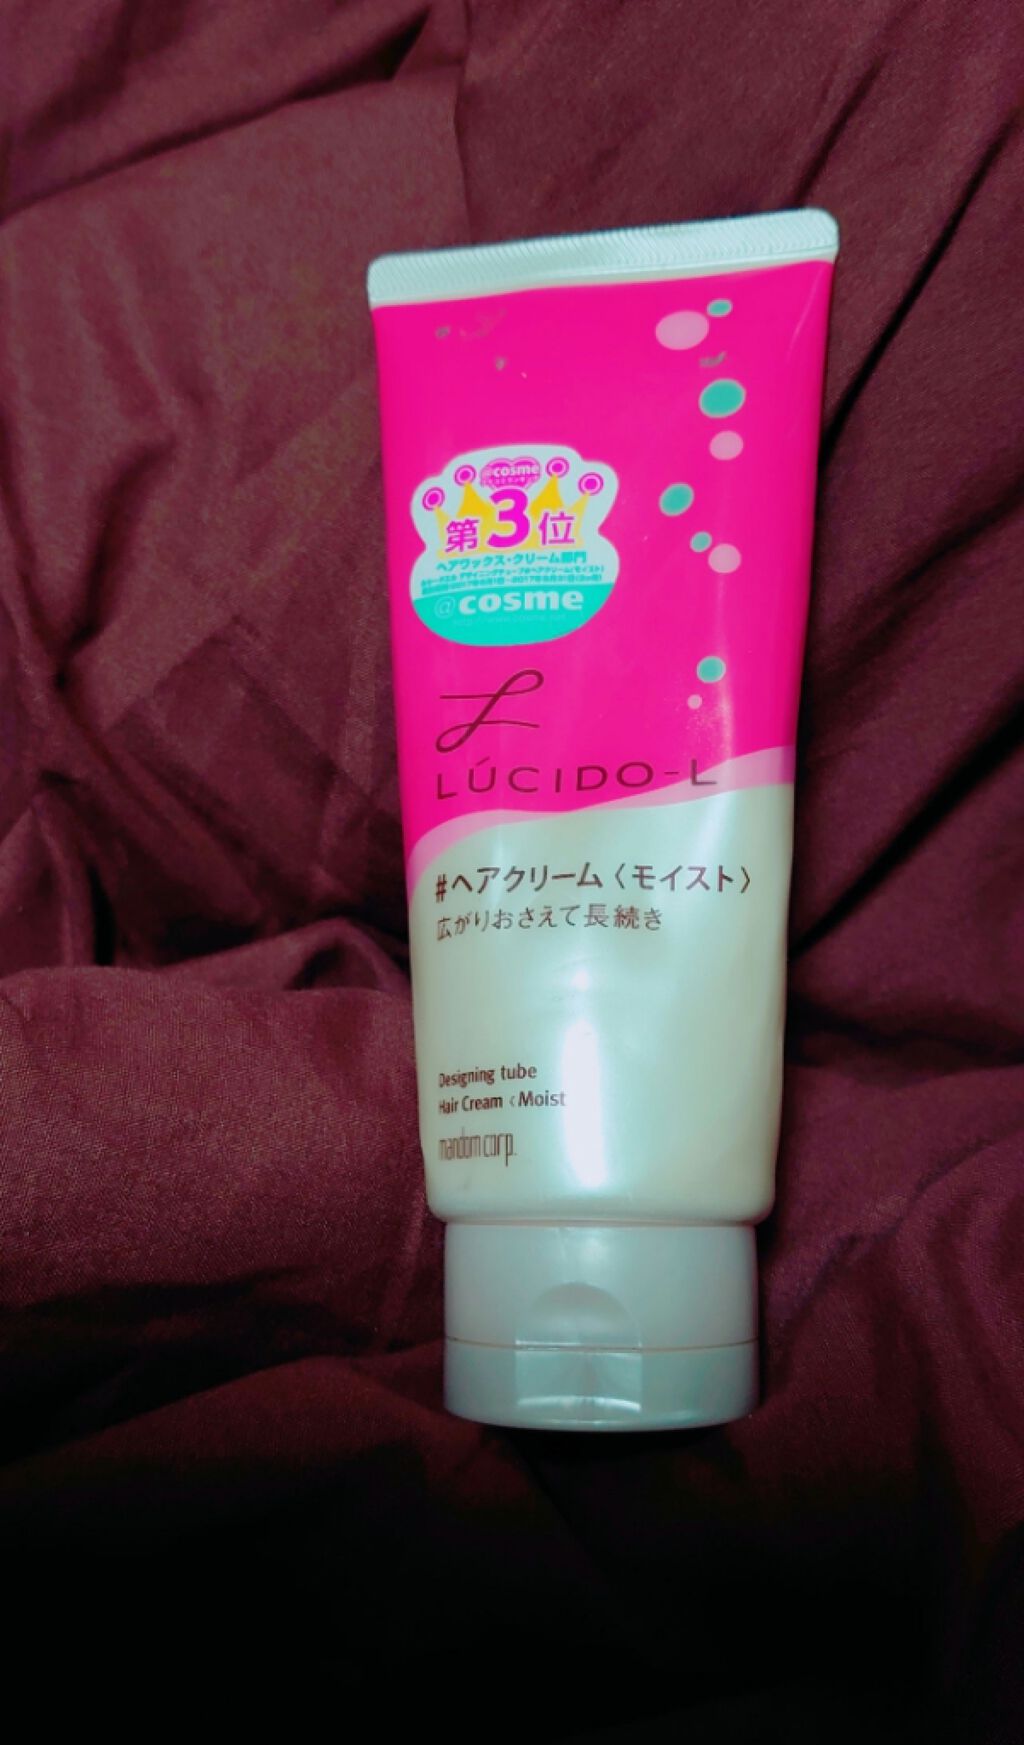 @cosme
第3位
ヘアワックス・クリーム部門
@cosme
LÚCIDO-L
#ヘアクリーム〈モイスト〉
広がりおさえて長続き
Designing tube
Hair Cream ‹Moist
mandom corp.